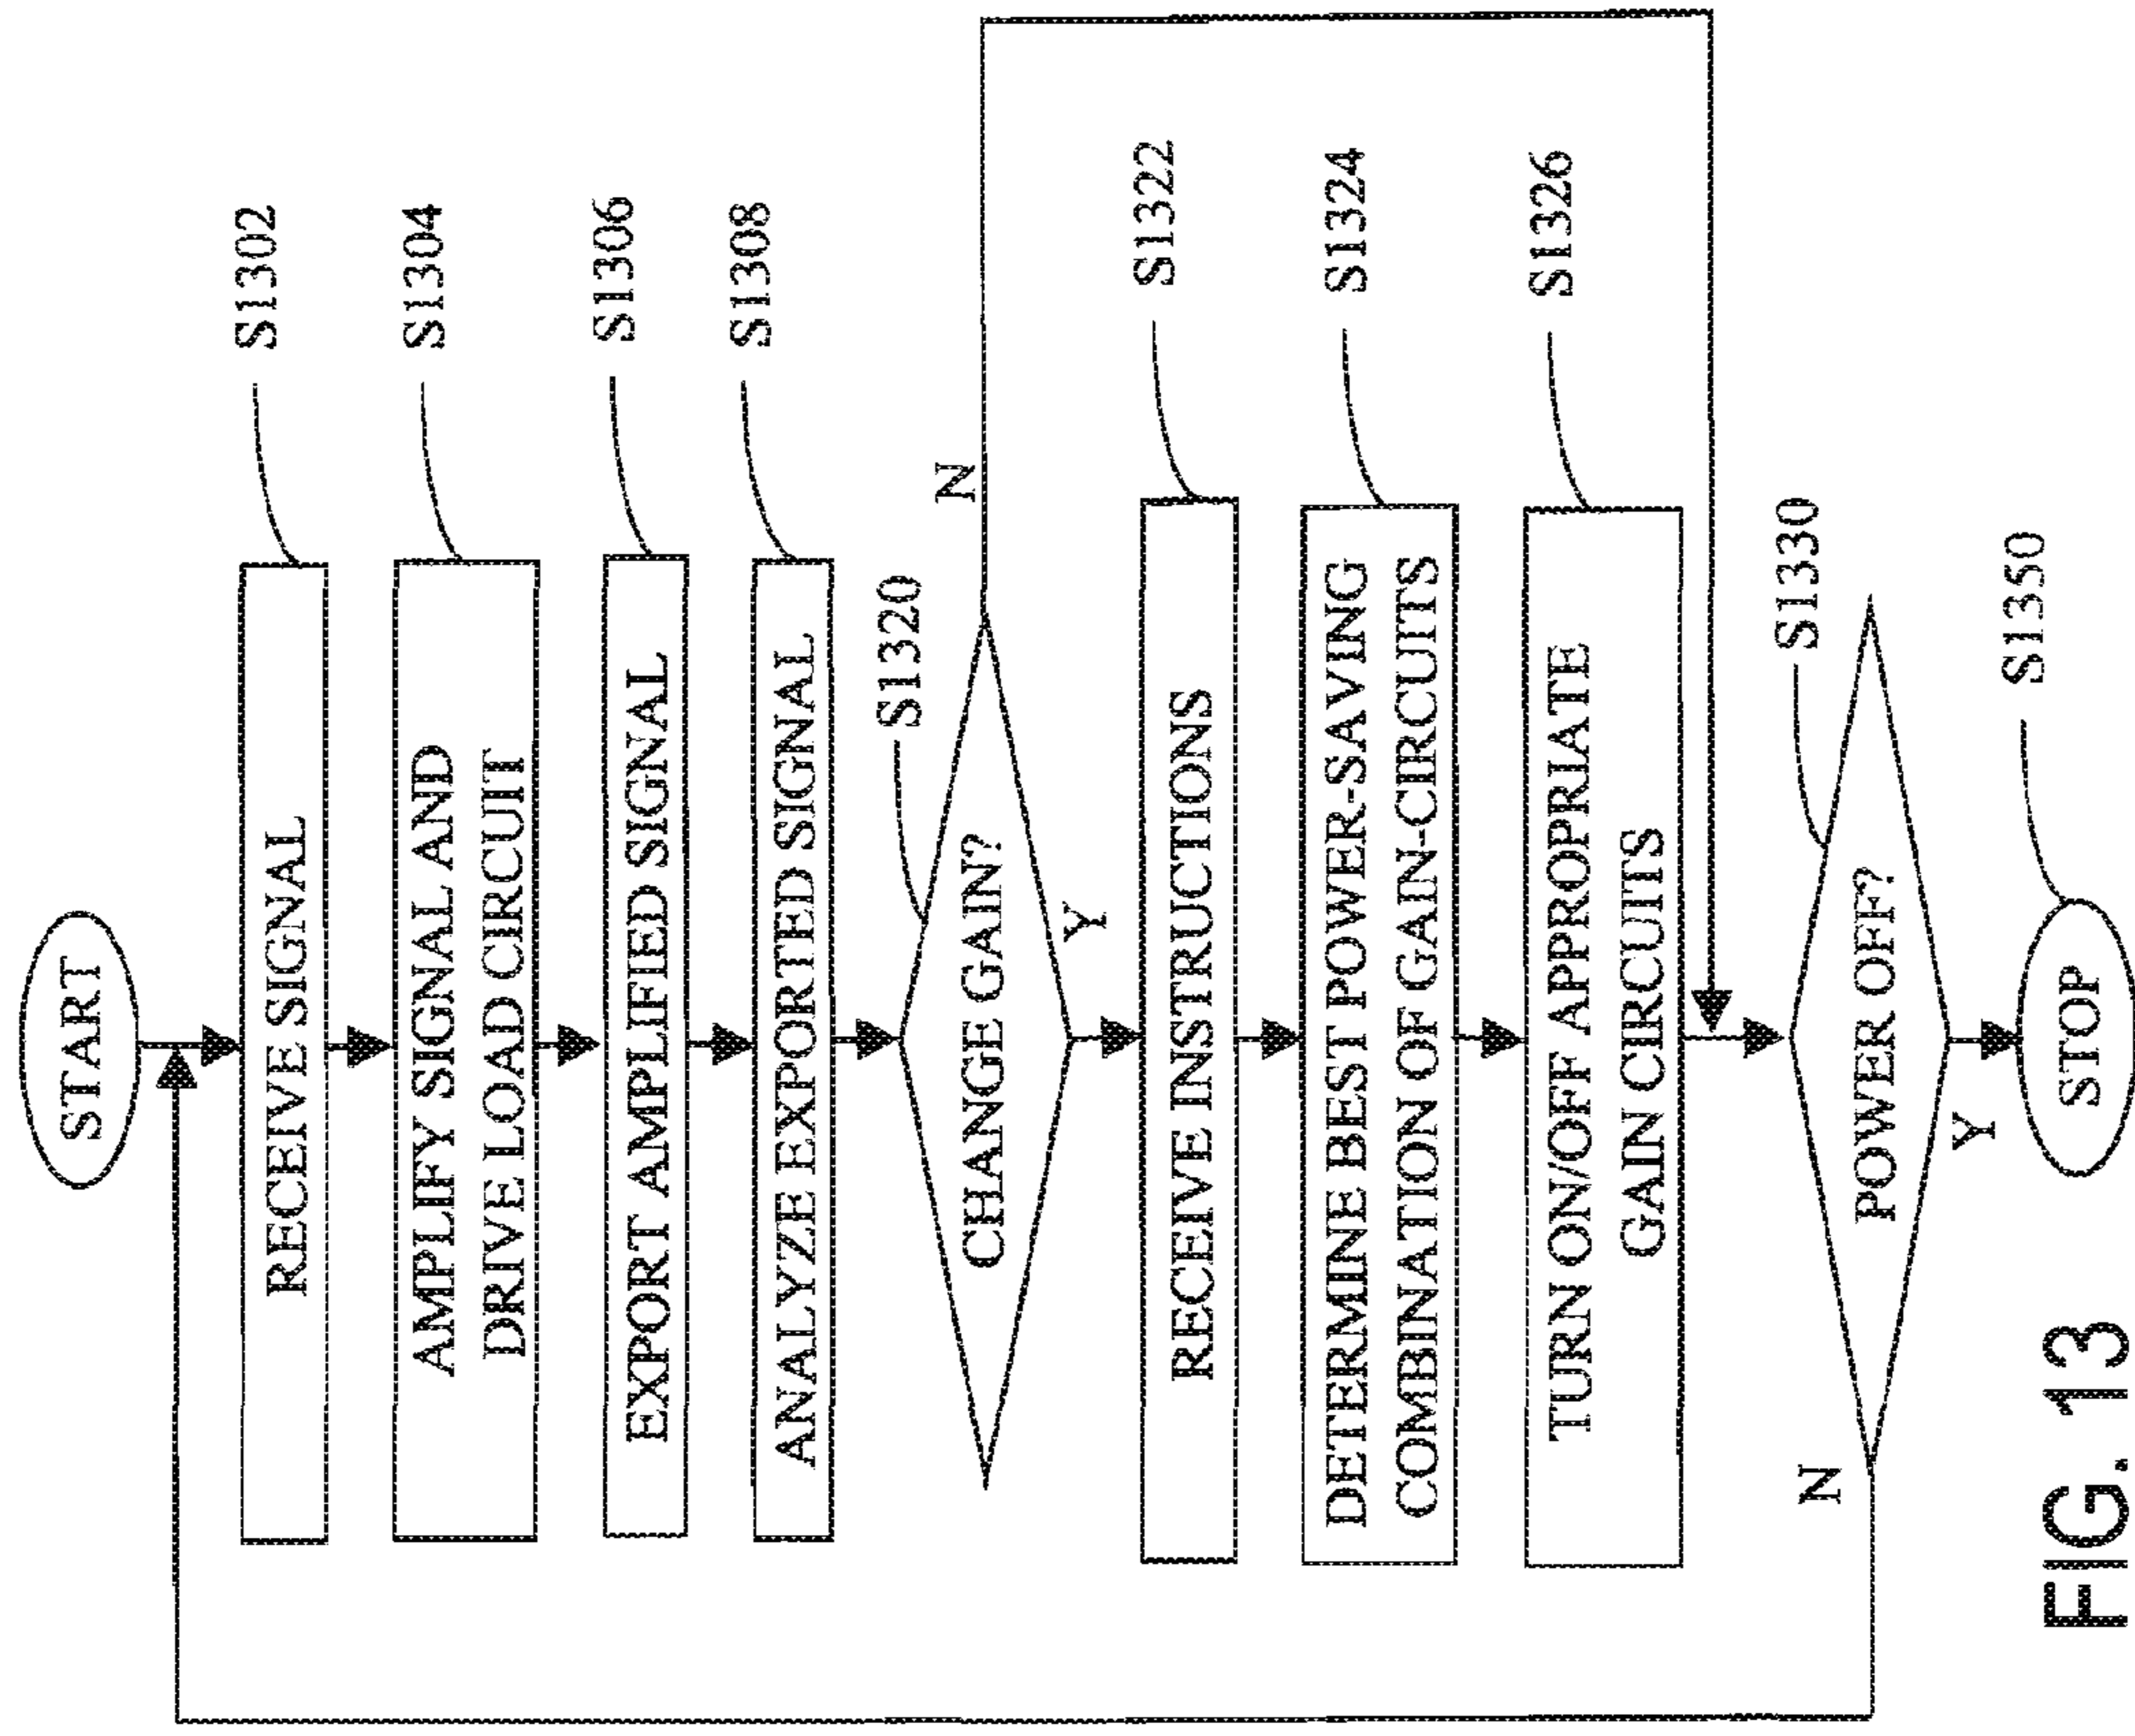 START
RECEIVE SIGNAL
S1302
AMPLIFY SIGNAL AND
DRIVE LOAD CIRCUIT
S1304
EXPORT AMPLIFIED SIGNAL
S1306
ANALYZE EXPORTED SIGNAL
S1308
CHANGE GAIN?
S1320
N
Y
RECEIVE INSTRUCTIONS
S1322
DETERMINE BEST POWER-SAVING
COMBINATION OF GAIN-CIRCUITS
S1324
TURN ON/OFF APPROPRIATE
GAIN CIRCUITS
S1326
POWER OFF?
S1330
N
Y
STOP
S1350
FIG. 13